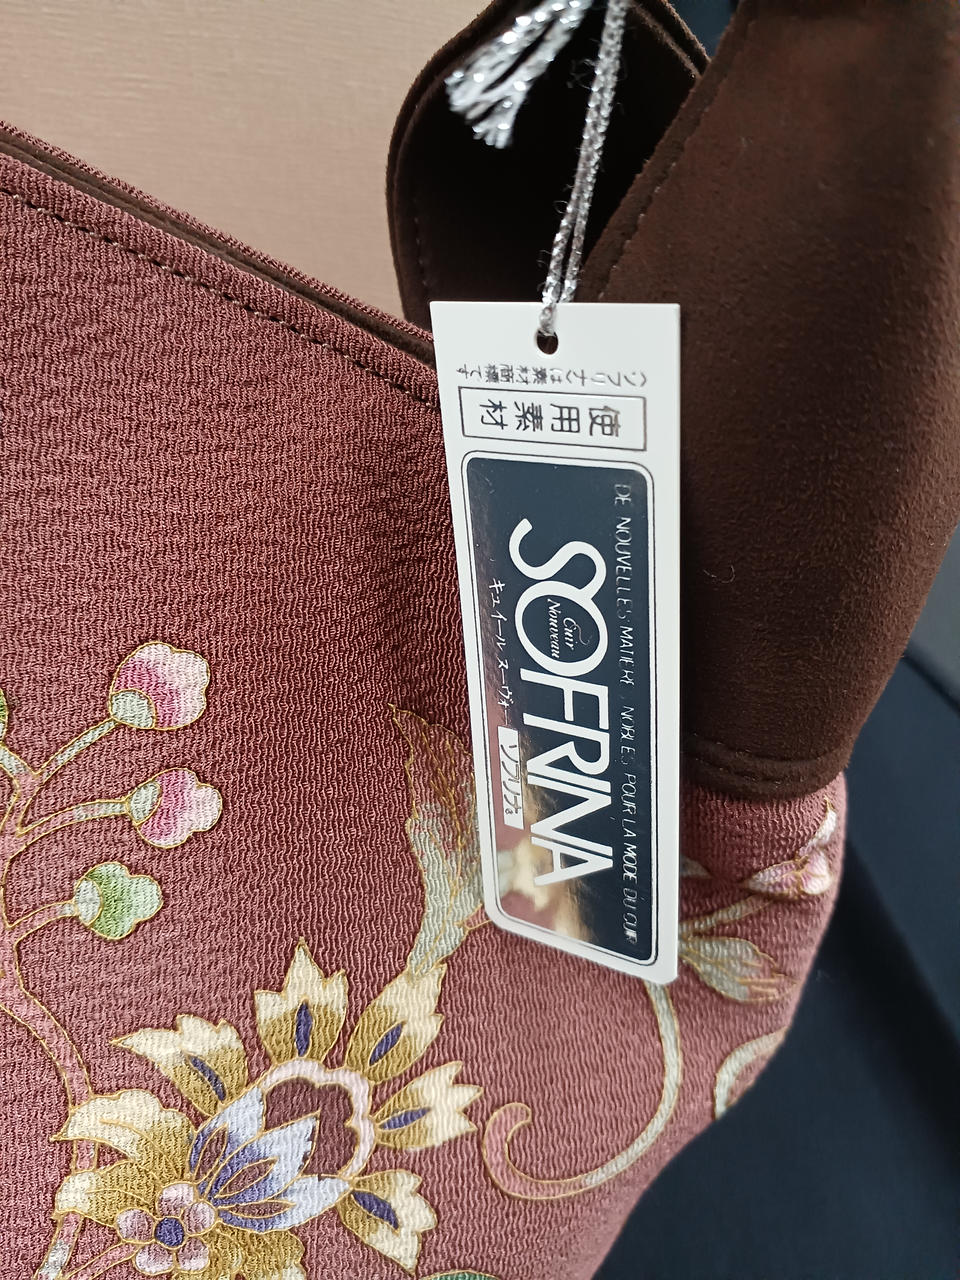 〈ソフリナ〉は素材商標です
使用素材
DE NOUVELLES MATIERE, NOBLES POUR LA MODE DU CUIR
SOFRINA
Cuir
Nouveau
キュイール ヌーヴォー
ソフリナ®